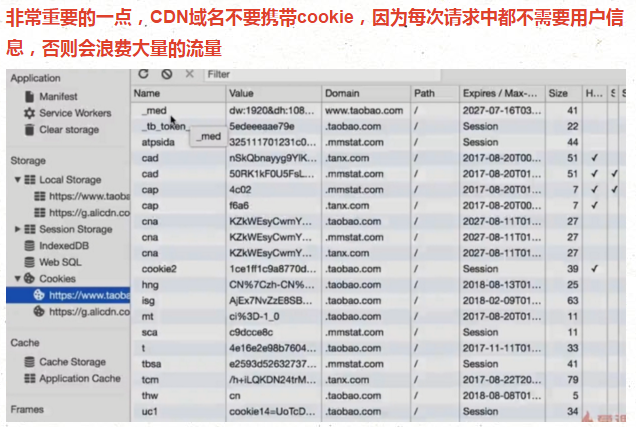 非常重要的一点，CDN域名不要携带cookie，因为每次请求中都不需要用户信
息，否则会浪费大量的流量
Application
Manifest
Service Workers
Clear storage
Storage
Local Storage
https://www.taoba
https://g.alicdn.co
Session Storage
IndexedDB
Web SQL
Cookies
https://www.taoba
https://g.alicdn.co
Cache
Cache Storage
Application Cache
Frames
Filter
Name Value Domain Path Expires / Max-... Size H... S S
_med dw:1920&dh:108... www.taobao.com / 2027-07-16T03... 41
_tb_token_ 5edeeeaae79e .taobao.com / Session 22
_med
atpsida 325111701231c0... .mmstat.com / Session 44
cad nSkQbnayyg9YlK... .tanx.com / 2017-08-20T00... 51 ✓
cad 50RK1kF0U5FsL... .mmstat.com / 2017-08-20T01... 51 ✓ ✓
cap 4c02 .mmstat.com / 2017-08-20T01... 7 ✓ ✓
cap f6a6 .tanx.com / 2017-08-20T00... 7 ✓
cna KZkWEsyCwmY... .taobao.com / 2027-08-11T01... 27
cna KZkWEsyCwmY... .mmstat.com / 2027-08-11T01... 27
cna KZkWEsyCwmY... .tanx.com / 2027-08-11T01... 27
cookie2 1ce1ff1c9a8770d... .taobao.com / Session 39 ✓
hng CN%7Czh-CN%... .taobao.com / 2018-08-13T01... 25
isg AjEx7NvZzE8SB... .taobao.com / 2018-02-09T01... 63
mt ci%3D-1_0 .taobao.com / 2017-08-20T01... 11
sca c9dcce8c .mmstat.com / Session 11
t 4e16e2e98b7604... .taobao.com / 2017-11-11T01... 33
tbsa e2593d52632737... .mmstat.com / Session 41
tcm /h+iLQKDN24trM... .tanx.com / 2017-08-22T20... 79
thw cn .taobao.com / 2018-08-08T01... 5
uc1 cookie14=UoTcD... .taobao.com / Session 34